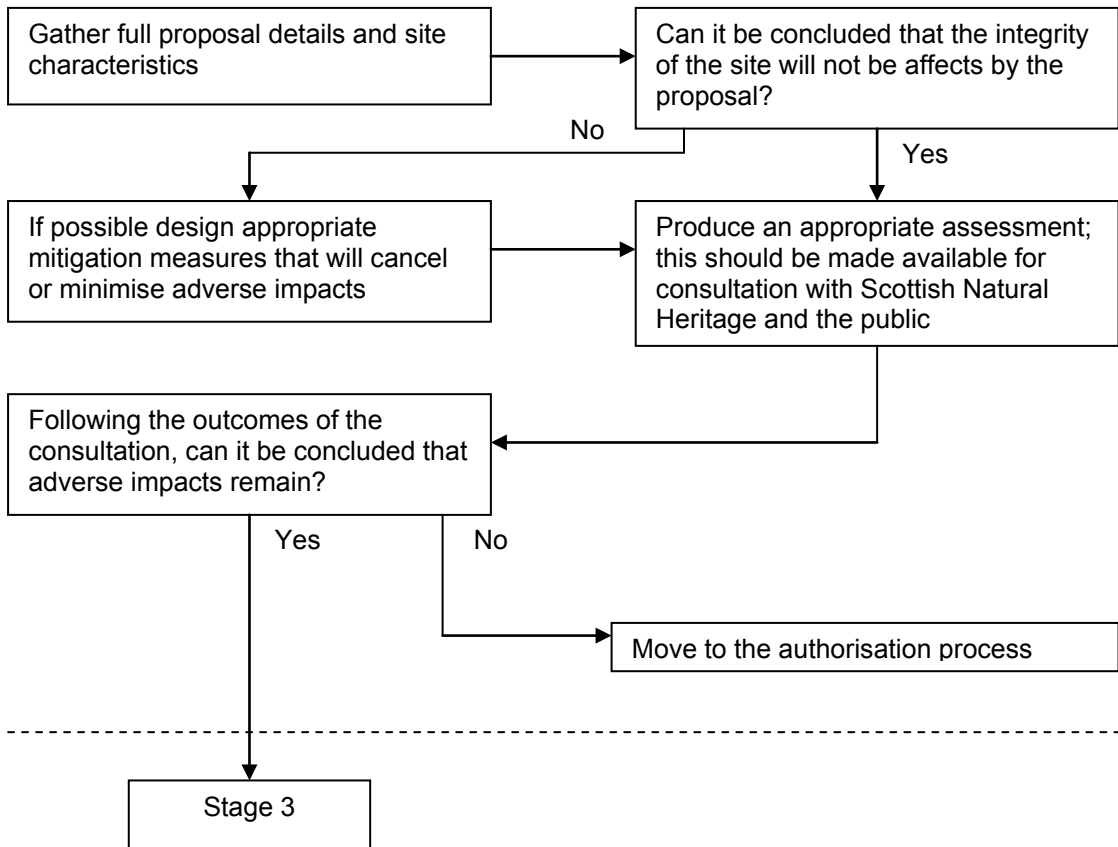 Gather full proposal details and site
characteristics
Can it be concluded that the integrity
of the site will not be affects by the
proposal?
No
Yes
If possible design appropriate
mitigation measures that will cancel
or minimise adverse impacts
Produce an appropriate assessment;
this should be made available for
consultation with Scottish Natural
Heritage and the public
Following the outcomes of the
consultation, can it be concluded that
adverse impacts remain?
Yes
No
Move to the authorisation process
Stage 3